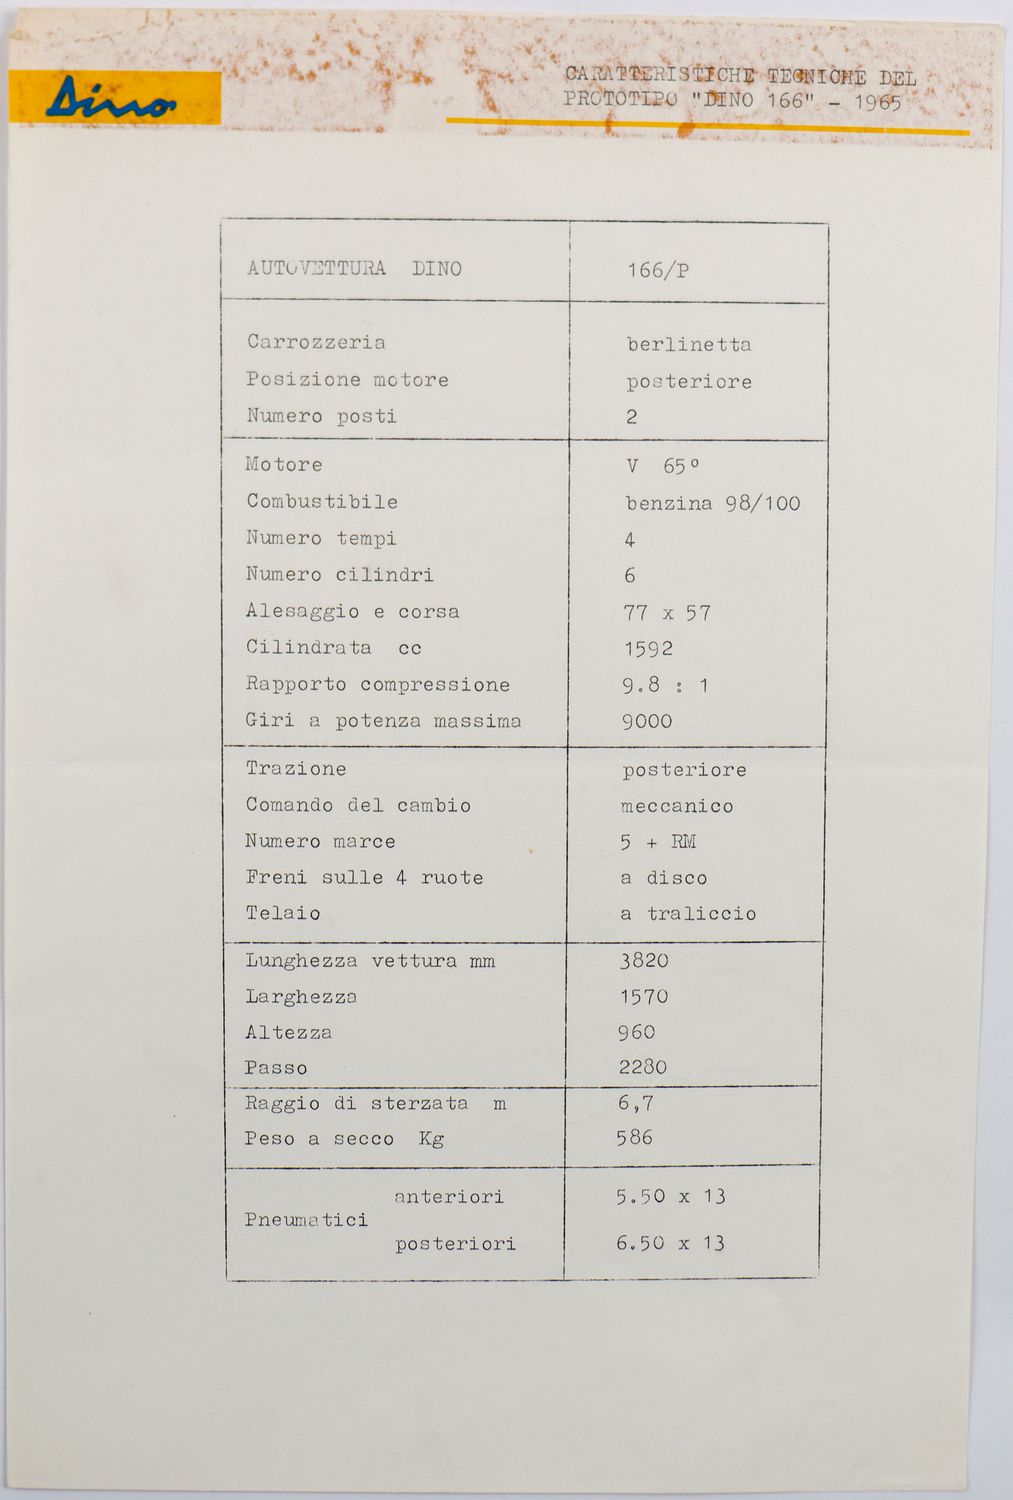 Dino
CARATTERISTICHE TECNICHE DEL
PROTOTIPO "DINO 166" - 1965
AUTOVETTURA DINO 166/P
Carrozzeria berlinetta
Posizione motore posteriore
Numero posti 2
Motore V 65º
Combustibile benzina 98/100
Numero tempi 4
Numero cilindri 6
Alesaggio e corsa 77 x 57
Cilindrata cc 1592
Rapporto compressione 9.8 : 1
Giri a potenza massima 9000
Trazione posteriore
Comando del cambio meccanico
Numero marce 5 + RM
Freni sulle 4 ruote a disco
Telaio a traliccio
Lunghezza vettura mm 3820
Larghezza 1570
Altezza 960
Passo 2280
Raggio di sterzata m 6,7
Peso a secco Kg 586
anteriori 5.50 x 13
Pneumatici
posteriori 6.50 x 13